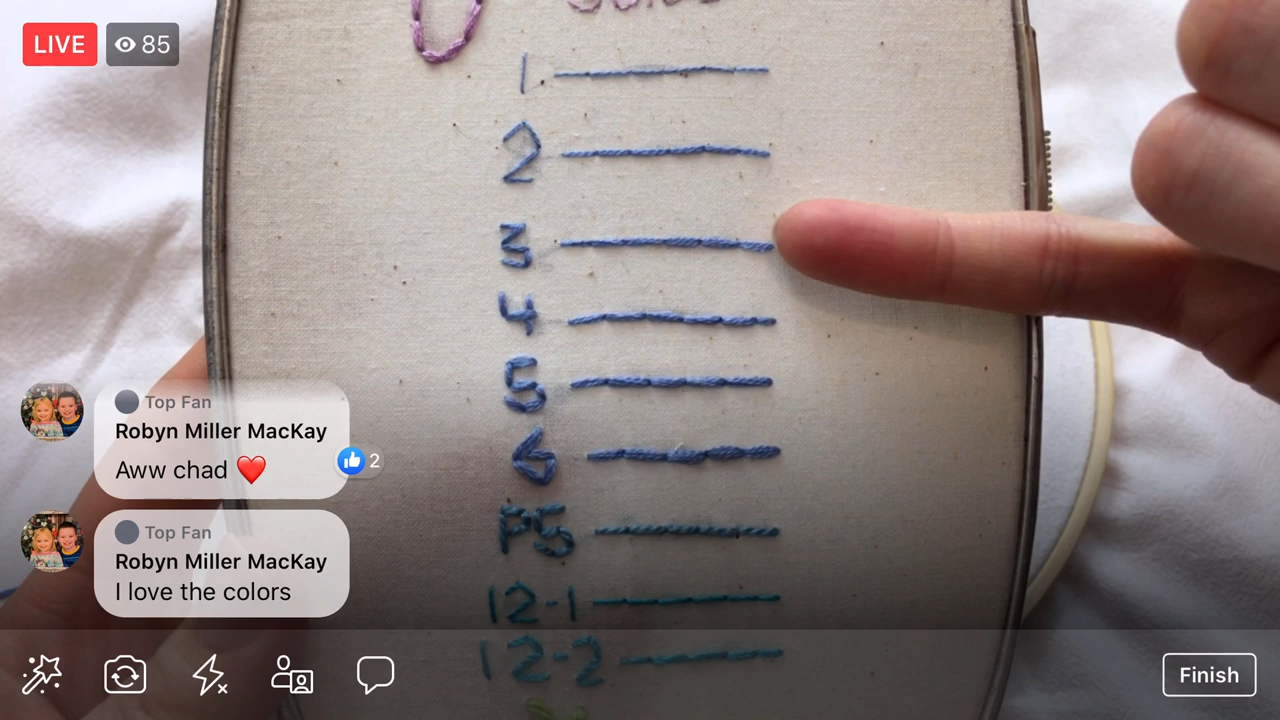 LIVE 85
1
2
3
4
5
6
P5
12-1
12-2
Top Fan
Robyn Miller MacKay
Aww chad ❤️
2
Top Fan
Robyn Miller MacKay
I love the colors
Finish